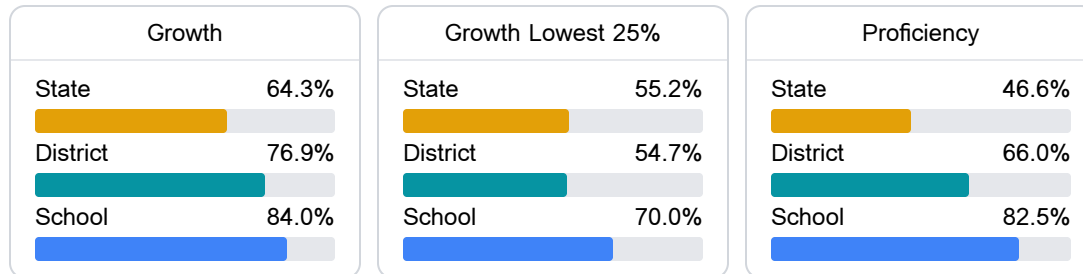 Growth
State 64.3%
District 76.9%
School 84.0%
Growth Lowest 25%
State 55.2%
District 54.7%
School 70.0%
Proficiency
State 46.6%
District 66.0%
School 82.5%